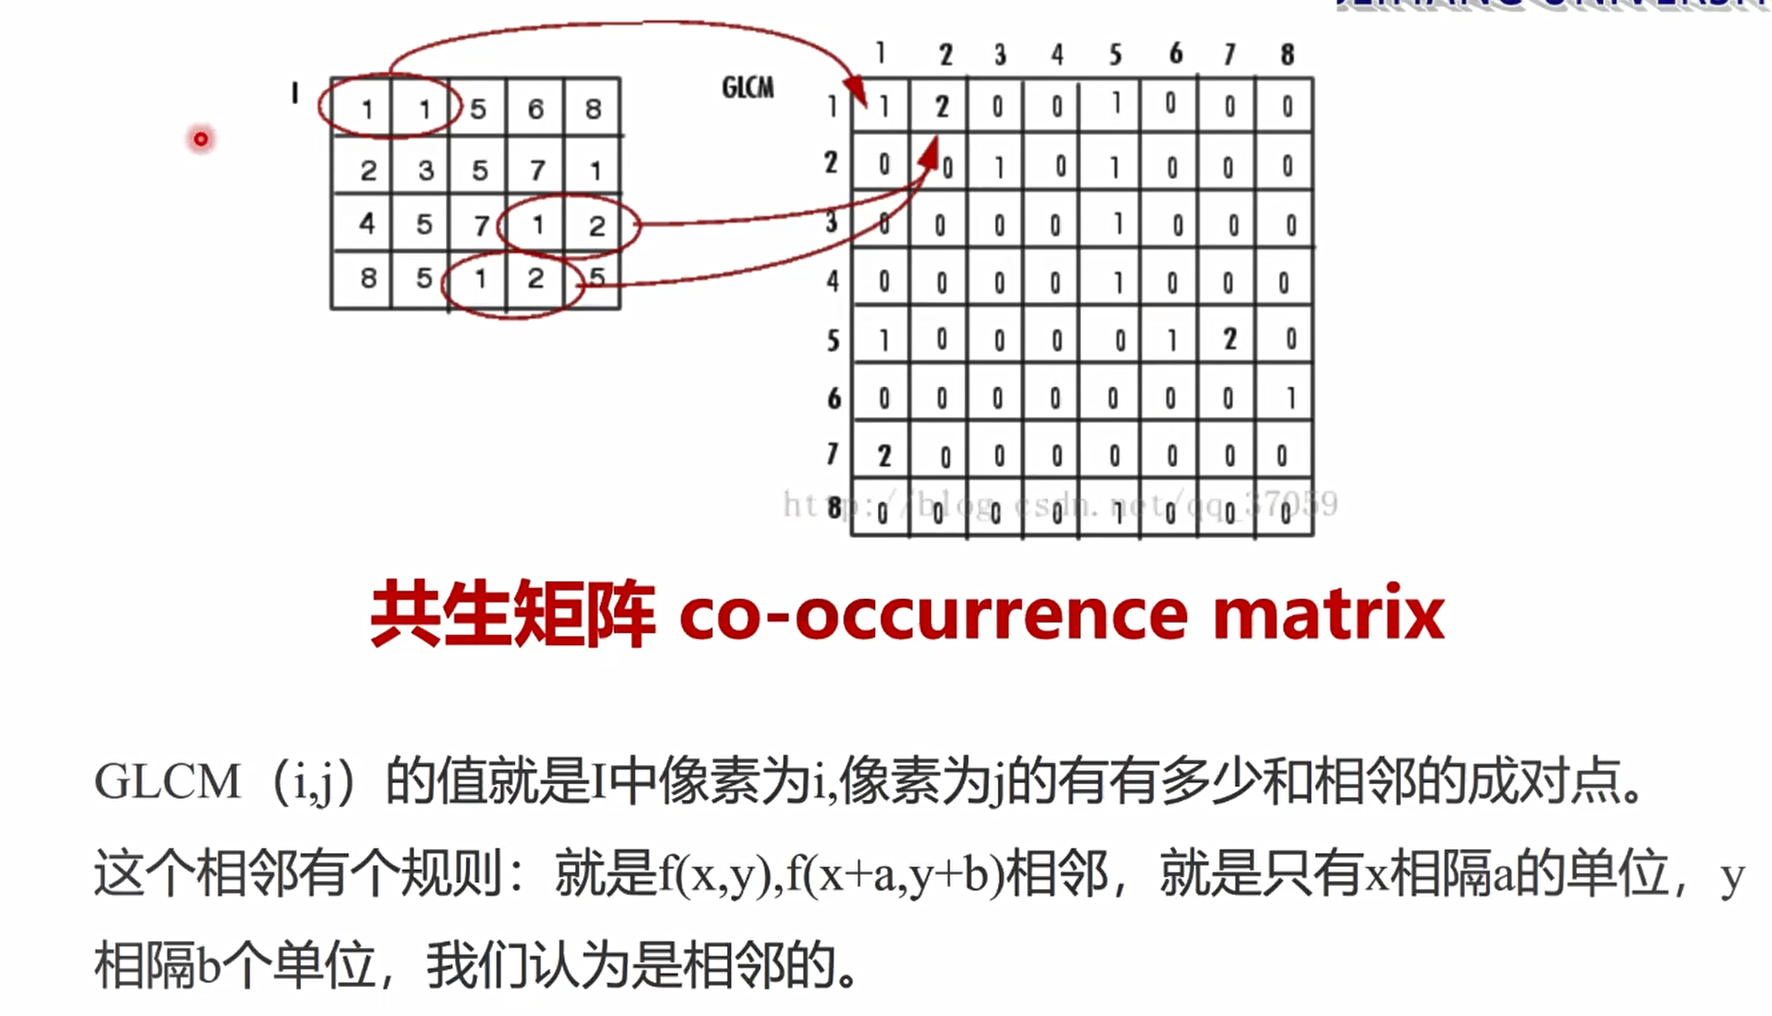 1 2 3 4 5 6 7 8
I
GLCM
1 1 5 6 8
2 3 5 7 1
4 5 7 1 2
8 5 1 2 5
1 1 2 0 0 1 0 0 0
2 0 0 1 0 1 0 0 0
3 0 0 0 0 1 0 0 0
4 0 0 0 0 1 0 0 0
5 1 0 0 0 0 1 2 0
6 0 0 0 0 0 0 0 1
7 2 0 0 0 0 0 0 0
8 0 0 0 0 1 0 0 0
http://blog.csdn.net/qq_37059
共生矩阵 co-occurrence matrix
GLCM（i,j）的值就是I中像素为i,像素为j的有有多少和相邻的成对点。
这个相邻有个规则：就是f(x,y),f(x+a,y+b)相邻，就是只有x相隔a的单位，y
相隔b个单位，我们认为是相邻的。